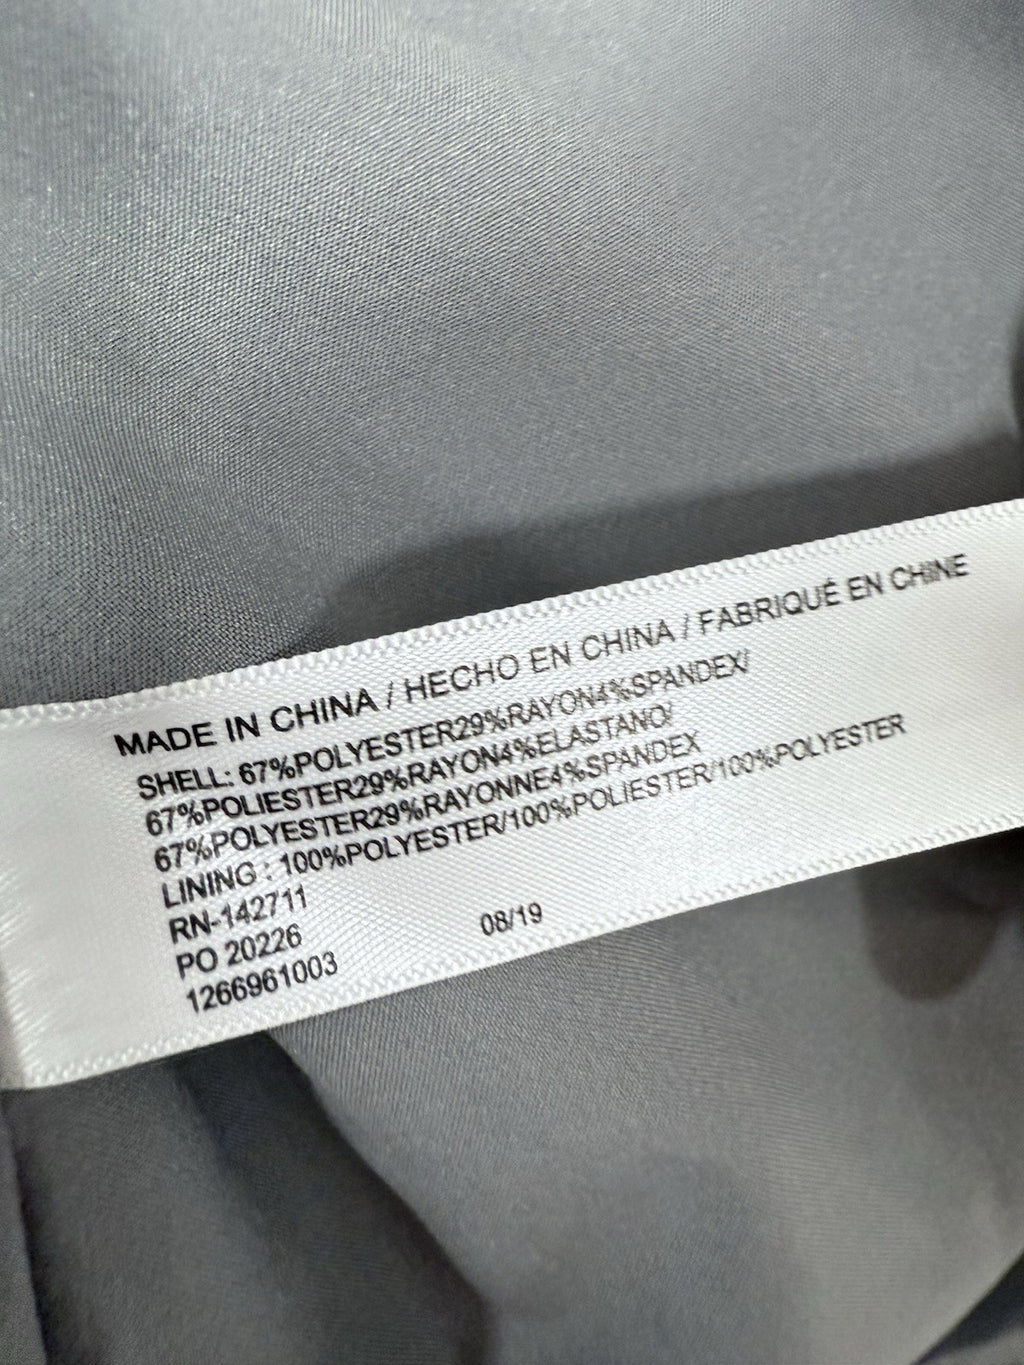 MADE IN CHINA / HECHO EN CHINA / FABRIQUÉ EN CHINE
SHELL: 67%POLYESTER29%RAYON4%SPANDEX/
67%POLIESTER29%RAYON4%ELASTANO/
67%POLYESTER29%RAYONNE4%SPANDEX
LINING : 100%POLYESTER/100%POLIESTER/100%POLYESTER
RN-142711
PO 20226 08/19
1266961003